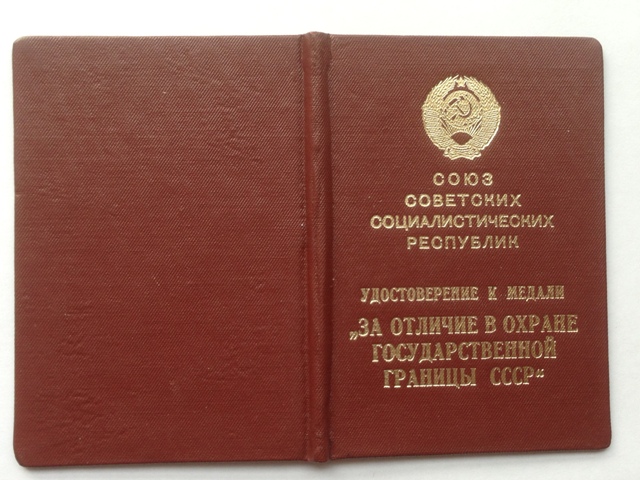 СОЮЗ
СОВЕТСКИХ
СОЦИАЛИСТИЧЕСКИХ
РЕСПУБЛИК
УДОСТОВЕРЕНИЕ К МЕДАЛИ
„ЗА ОТЛИЧИЕ В ОХРАНЕ
ГОСУДАРСТВЕННОЙ
ГРАНИЦЫ СССР“